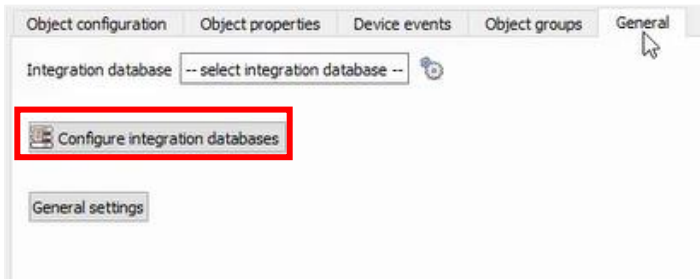 Object configuration Object properties Device events Object groups General
Integration database -- select integration database --
Configure integration databases
General settings